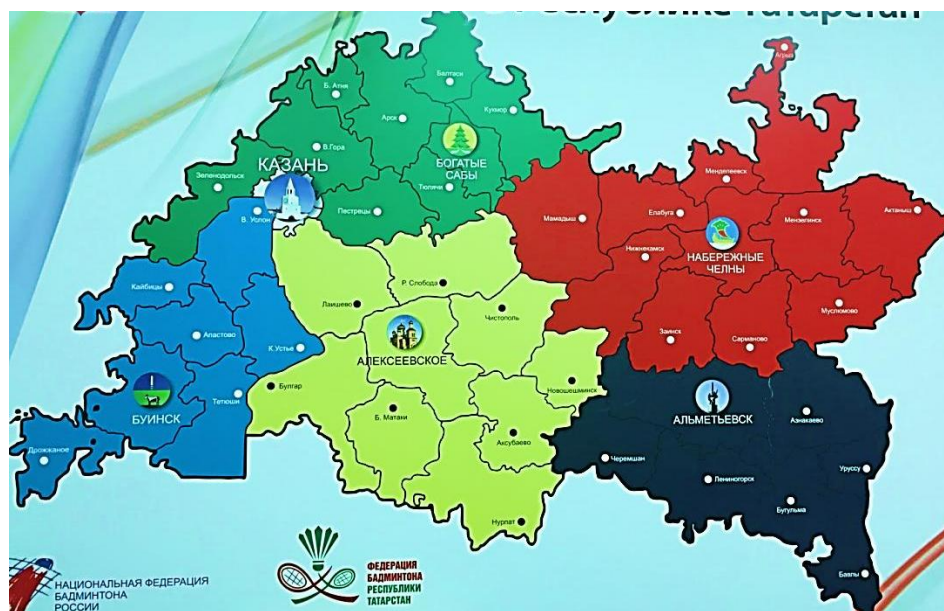 Республике Татарстан
Агрыз
Балтаси
Б. Атня
Кукмор
Арск
В.Гора
БОГАТЫЕ
САБЫ
КАЗАНЬ
Зеленодольск
Тюлячи
Менделеевск
Актаныш
Пестрецы
В. Услон
Мамадыш
Елабуга
Мензелинск
Нижнекамск
НАБЕРЕЖНЫЕ
ЧЕЛНЫ
Кайбицы
Р. Слобода
Лаишево
Чистополь
Муслюмово
Апастово
К.Устье
Заинск
Сарманово
АЛЕКСЕЕВСКОЕ
Булгар
Новошешминск
Тетюши
БУИНСК
Б. Матаки
АЛЬМЕТЬЕВСК
Азнакаево
Аксубаево
Дрожжаное
Черемшан
Уруссу
Лениногорск
Бугульма
Нурлат
Бавлы
НАЦИОНАЛЬНАЯ ФЕДЕРАЦИЯ
БАДМИНТОНА
РОССИИ
ФЕДЕРАЦИЯ
БАДМИНТОНА
РЕСПУБЛИКИ
ТАТАРСТАН